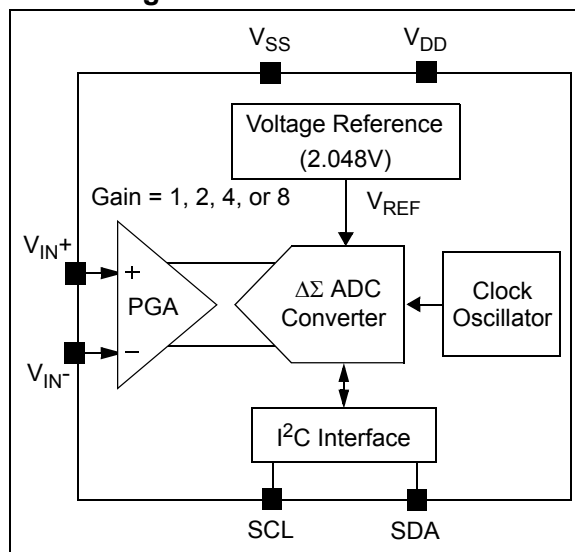 V_SS V_DD
Voltage Reference
(2.048V)
Gain = 1, 2, 4, or 8
V_REF
V_IN+
+
PGA
−
V_IN-
ΔΣ ADC
Converter
Clock
Oscillator
I²C Interface
SCL SDA